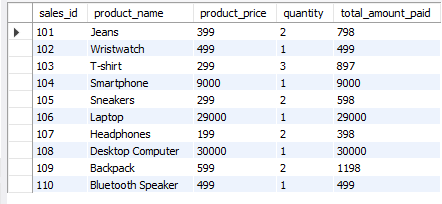 sales_id product_name product_price quantity total_amount_paid
101 Jeans 399 2 798
102 Wristwatch 499 1 499
103 T-shirt 299 3 897
104 Smartphone 9000 1 9000
105 Sneakers 299 2 598
106 Laptop 29000 1 29000
107 Headphones 199 2 398
108 Desktop Computer 30000 1 30000
109 Backpack 599 2 1198
110 Bluetooth Speaker 499 1 499